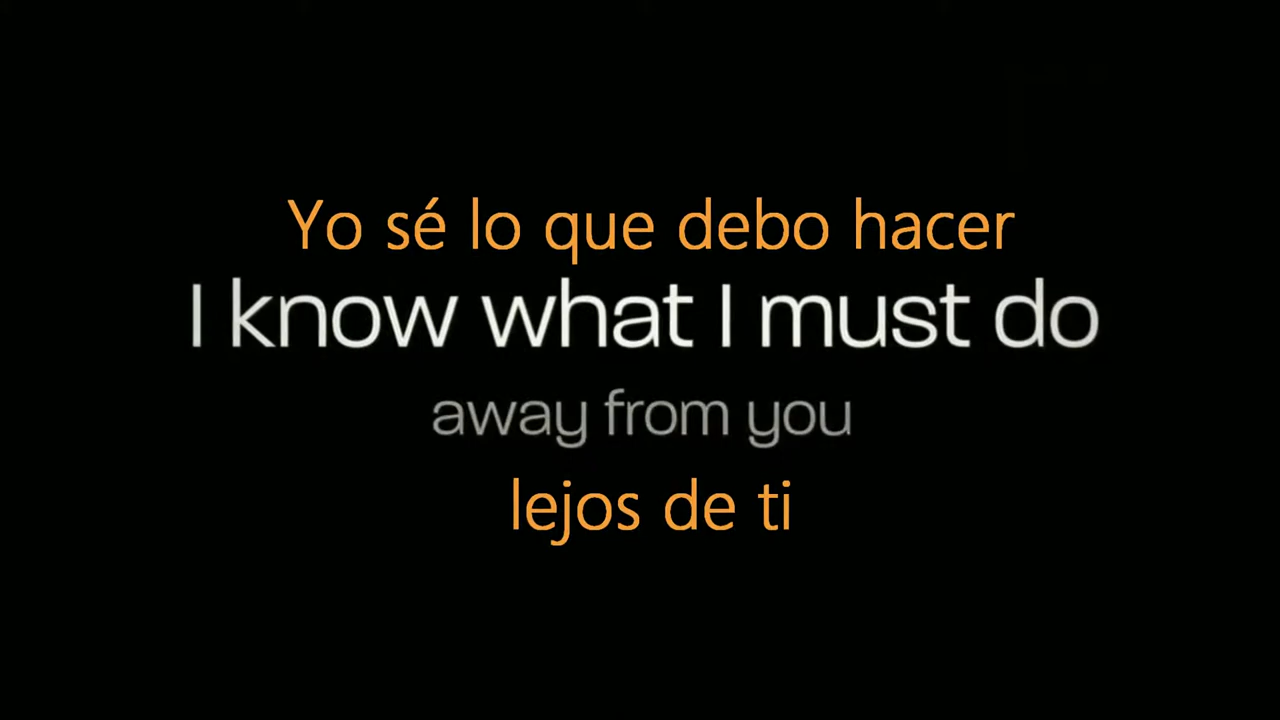 Yo sé lo que debo hacer
I know what I must do
away from you
lejos de ti